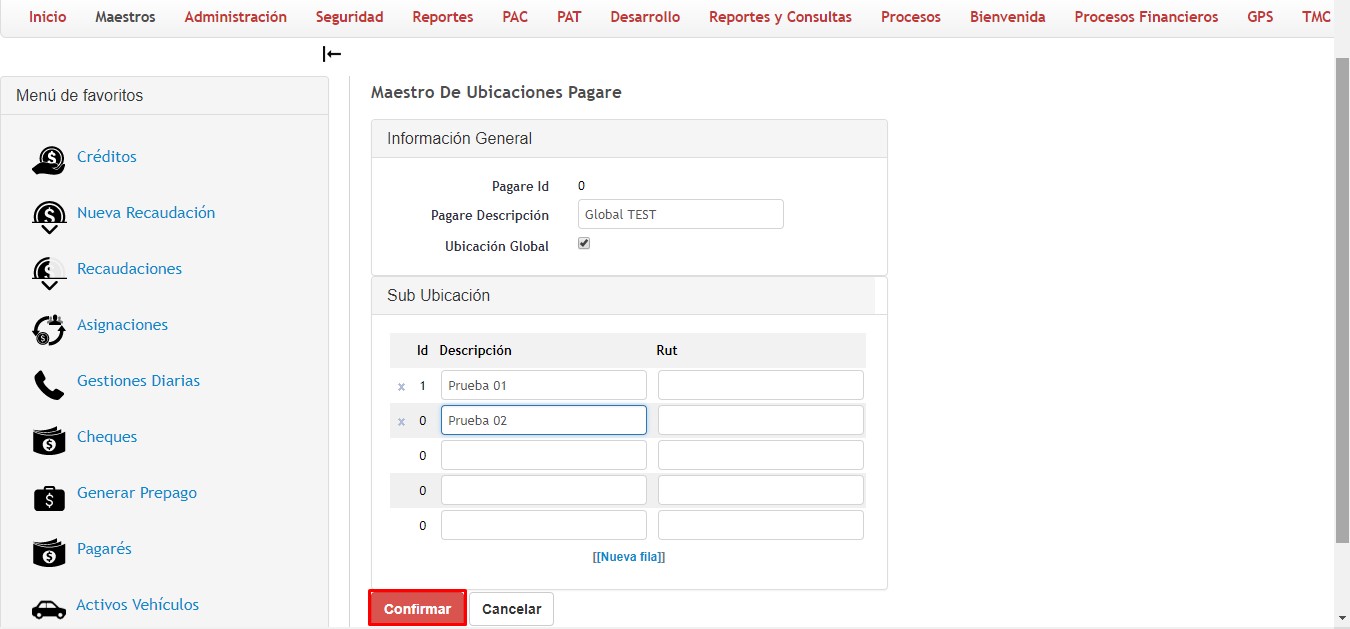 Inicio Maestros Administración Seguridad Reportes PAC PAT Desarrollo Reportes y Consultas Procesos Bienvenida Procesos Financieros GPS TMC
Menú de favoritos
Créditos
Nueva Recaudación
Recaudaciones
Asignaciones
Gestiones Diarias
Cheques
Generar Prepago
Pagarés
Activos Vehículos
Maestro De Ubicaciones Pagare
Información General
Pagare Id 0
Pagare Descripción Global TEST
Ubicación Global
Sub Ubicación
Id Descripción Rut
x 1 Prueba 01
x 0 Prueba 02
0
0
0
[[Nueva fila]]
Confirmar Cancelar